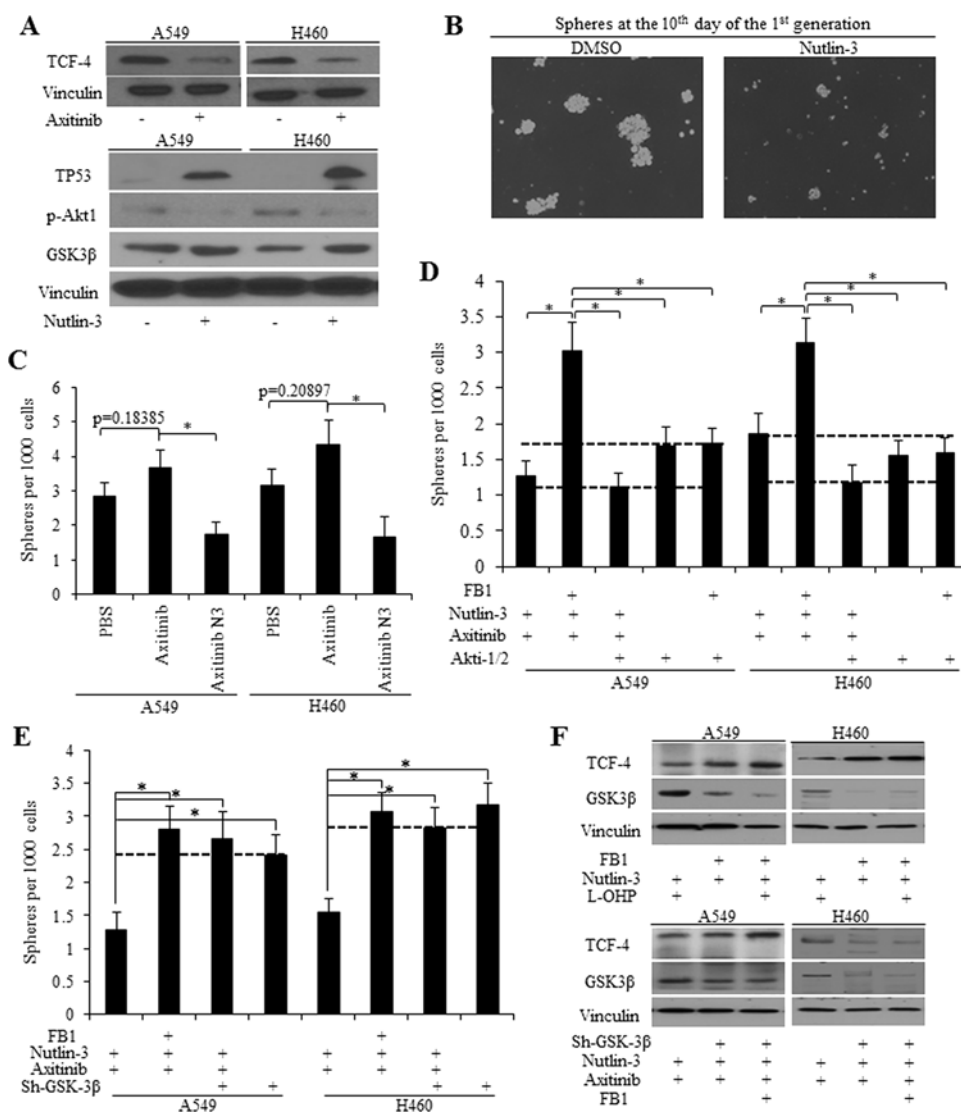 A
A549 H460
TCF-4
Vinculin
Axitinib - + - +
A549 H460
TP53
p-Akt1
GSK3β
Vinculin
Nutlin-3 - + - +
B
Spheres at the 10th day of the 1st generation
DMSO Nutlin-3
C
Spheres per 1000 cells
6
5
4
3
2
1
0
p=0.18385 * p=0.20897 *
PBS Axitinib Axitinib N3 PBS Axitinib Axitinib N3
A549 H460
D
Spheres per 1000 cells
4
3.5
3
2.5
2
1.5
1
0.5
0
* * * * * * * *
FB1 + + + +
Nutlin-3 + + + + + +
Axitinib + + + + + +
Akti-1/2 + + + + + +
A549 H460
E
Spheres per 1000 cells
4
3.5
3
2.5
2
1.5
1
0.5
0
* * * * * *
FB1 + +
Nutlin-3 + + + + + +
Axitinib + + + + + +
Sh-GSK-3β + + + +
A549 H460
F
A549 H460
TCF-4
GSK3β
Vinculin
FB1 + + + +
Nutlin-3 + + + + + +
L-OHP + + + +
A549 H460
TCF-4
GSK3β
Vinculin
Sh-GSK-3β + + + +
Nutlin-3 + + + + + +
Axitinib + + + + + +
FB1 + +